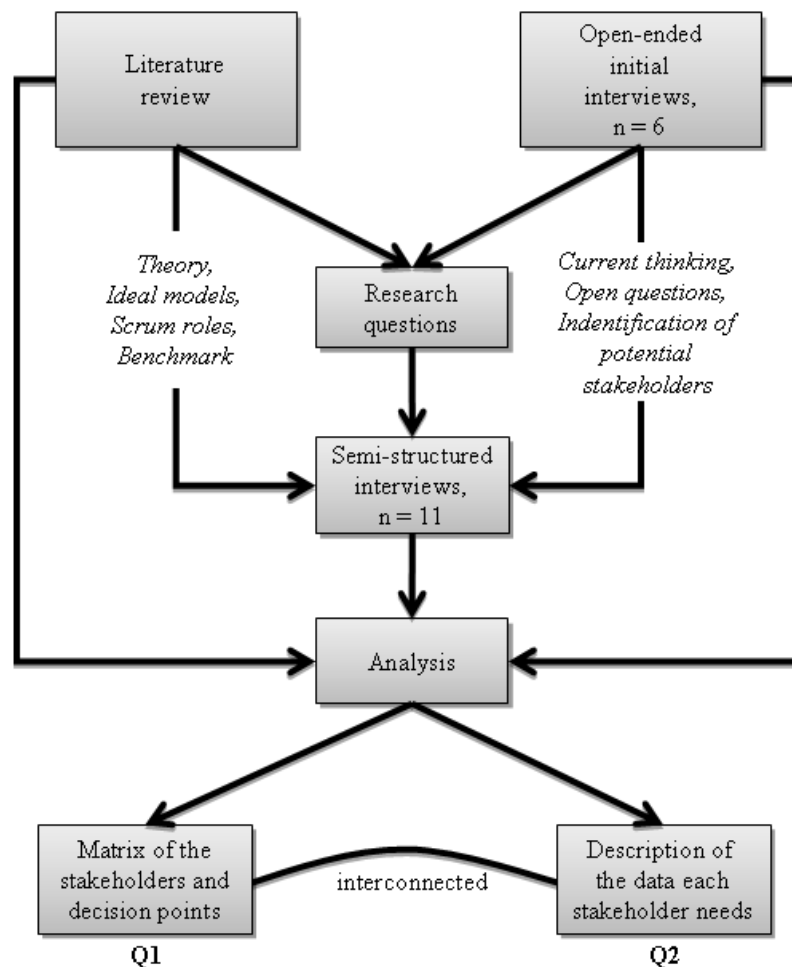 Literature
review
Open-ended
initial
interviews,
n = 6
Theory,
Ideal models,
Scrum roles,
Benchmark
Research
questions
Current thinking,
Open questions,
Indentification of
potential
stakeholders
Semi-structured
interviews,
n = 11
Analysis
Matrix of the
stakeholders and
decision points
interconnected
Description of
the data each
stakeholder needs
Q1
Q2